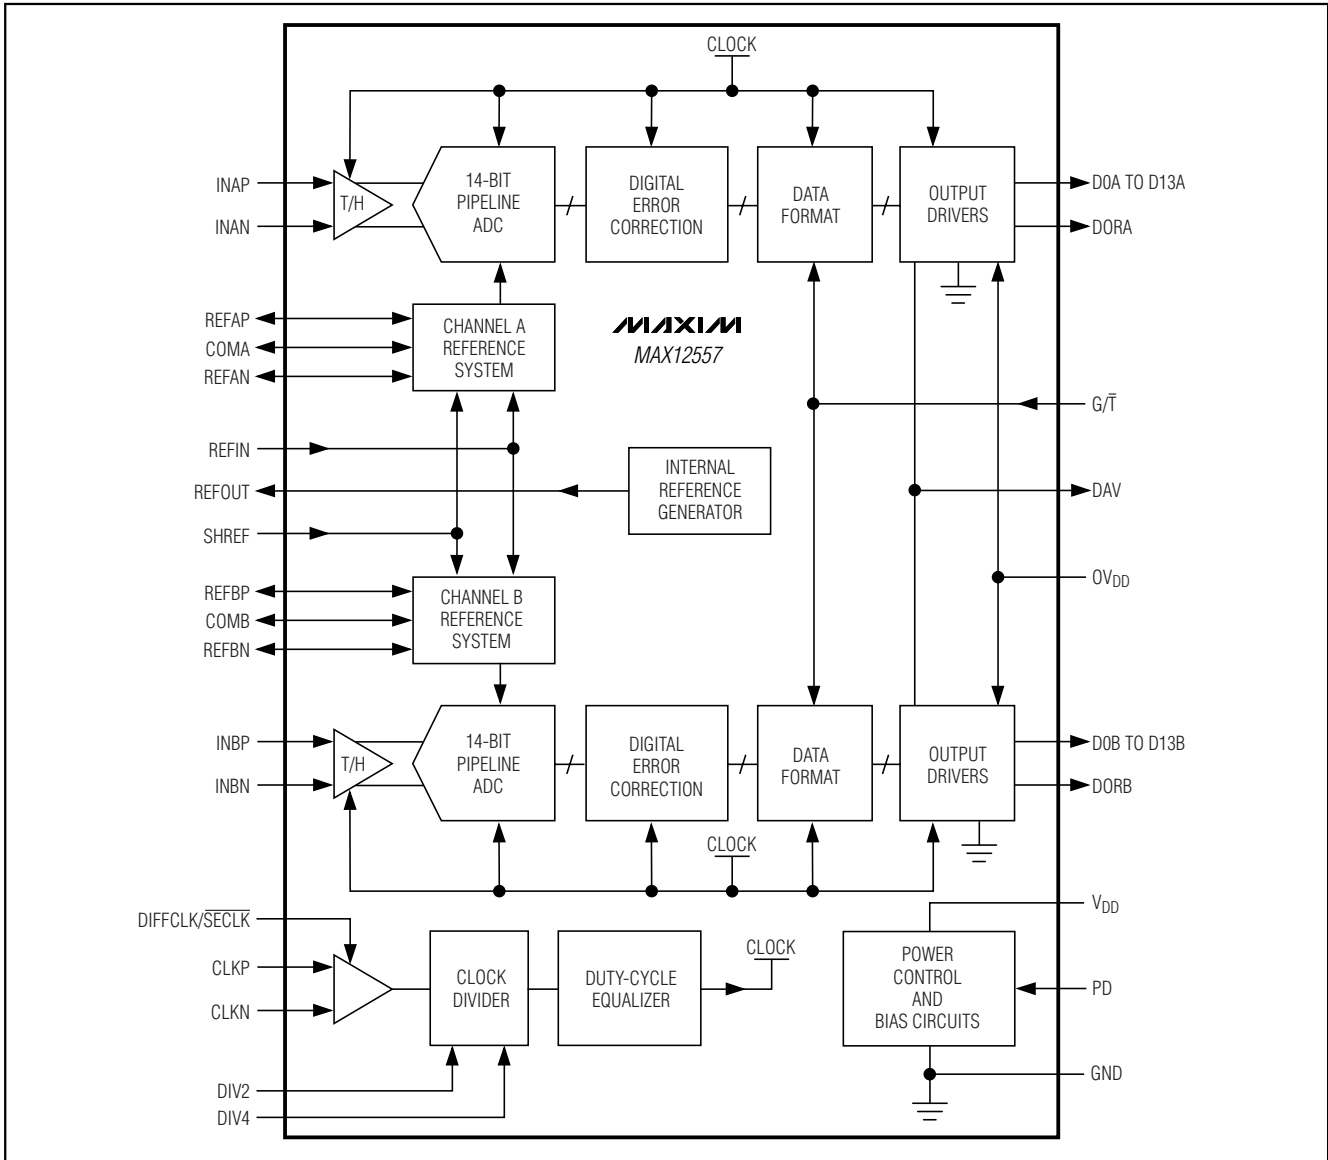 CLOCK
INAP
INAN
T/H
14-BIT
PIPELINE
ADC
DIGITAL
ERROR
CORRECTION
DATA
FORMAT
OUTPUT
DRIVERS
D0A TO D13A
DORA
REFAP
COMA
REFAN
CHANNEL A
REFERENCE
SYSTEM
MAXIM
MAX12557
G/T̅
REFIN
REFOUT
SHREF
INTERNAL
REFERENCE
GENERATOR
DAV
OVDD
REFBP
COMB
REFBN
CHANNEL B
REFERENCE
SYSTEM
INBP
INBN
T/H
14-BIT
PIPELINE
ADC
DIGITAL
ERROR
CORRECTION
DATA
FORMAT
OUTPUT
DRIVERS
D0B TO D13B
DORB
CLOCK
DIFFCLK/S̅E̅C̅L̅K̅
CLKP
CLKN
CLOCK
DIVIDER
DUTY-CYCLE
EQUALIZER
CLOCK
POWER
CONTROL
AND
BIAS CIRCUITS
VDD
PD
GND
DIV2
DIV4